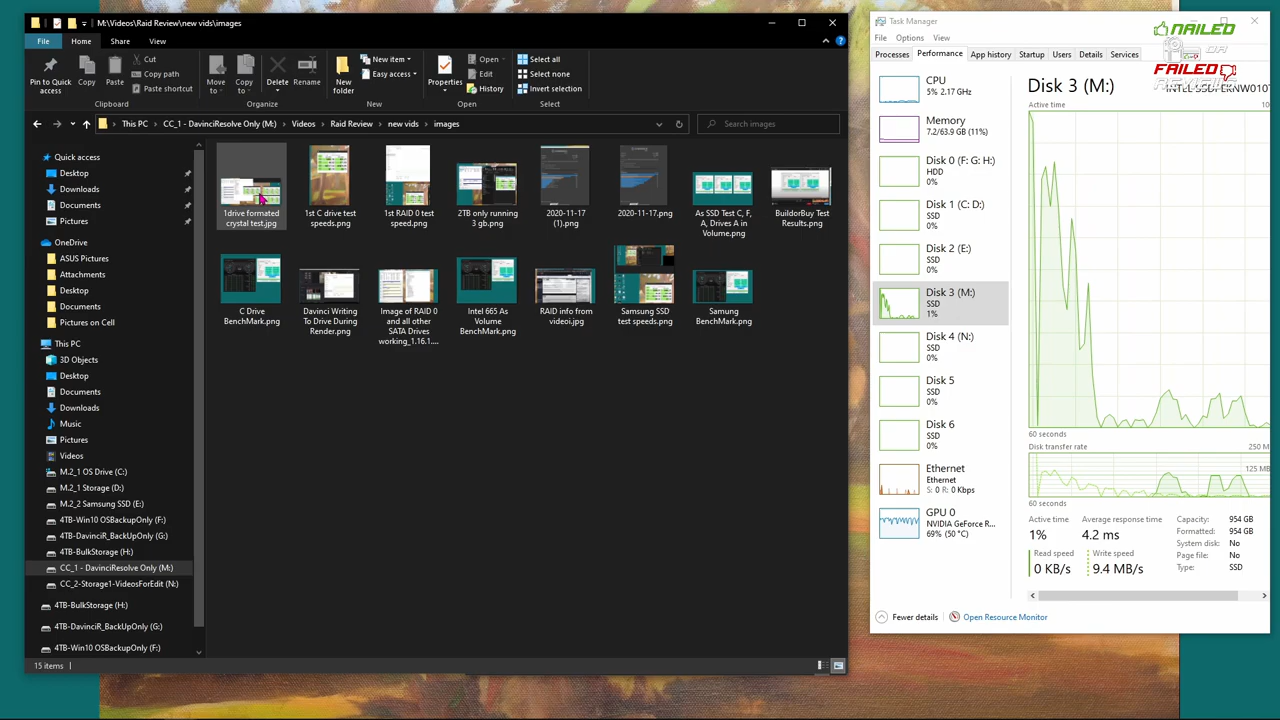 M:\Videos\Raid Review\new vids\images
File
Home
Share
View
Pin to Quick access
Copy
Paste
Cut
Copy path
Paste shortcut
Clipboard
Move to
Copy to
Delete
Rename
Organize
New folder
New item
Easy access
New
Properties
Open
Edit
History
Open
Select all
Select none
Invert selection
Select
This PC > CC_1 - DavinciResolve Only (M:) > Videos > Raid Review > new vids > images
Search images
Quick access
Desktop
Downloads
Documents
Pictures
OneDrive
ASUS Pictures
Attachments
Desktop
Documents
Pictures
Pictures on Cell
This PC
3D Objects
Desktop
Documents
Downloads
Music
Pictures
Videos
M.2_1 OS Drive (C:)
M.2_1 Storage (D:)
M.2_2 Samsung SSD (E:)
4TB-Win10 OSBackupOnly (F:)
4TB-DavinciR_BackUpOnly (G:)
4TB-BulkStorage (H:)
CC_1 - DavinciResolve Only (M:)
CC_2-Storage1-VideosForEdit (N:)
4TB-BulkStorage (H:)
4TB-DavinciR_BackUpOnly (G:)
4TB-Win10 OSBackupOnly (F:)
15 items
1drive formated
crystal test.jpg
1st C drive test
speeds.png
1st RAID 0 test
speed.png
2TB only running
3 gb.png
2020-11-17
(1).png
2020-11-17.png
As SSD Test C, F,
A, Drives A in
Volume.png
BuildorBuy Test
Results.png
C Drive
BenchMark.png
Davinci Writing
To Drive During
Render.png
Image of RAID 0
and all other
SATA Drives
working_1.16.1....
Intel 665 As
Volume
BenchMark.png
RAID info from
videoi.jpg
Samsung SSD
test speeds.png
Samsung
BenchMark.png
Task Manager
File
Options
View
Processes
Performance
App history
Startup
Users
Details
Services
NAILED
OR
FAILED
REVIEWS
CPU
5% 2.17 GHz
Memory
7.2/63.9 GB (11%)
Disk 0 (F: G: H:)
HDD
0%
Disk 1 (C: D:)
SSD
0%
Disk 2 (E:)
SSD
0%
Disk 3 (M:)
SSD
1%
Disk 4 (N:)
SSD
0%
Disk 5
SSD
0%
Disk 6
SSD
0%
Ethernet
Ethernet
S: 0 R: 0 Kbps
GPU 0
NVIDIA GeForce R...
69% (50 °C)
Disk 3 (M:)
Active time
60 seconds
Disk transfer rate
250 M
125 MB
60 seconds
Active time
1%
Average response time
4.2 ms
Read speed
0 KB/s
Write speed
9.4 MB/s
Capacity: 954 GB
Formatted: 954 GB
System disk: No
Page file: No
Type: SSD
Fewer details
Open Resource Monitor